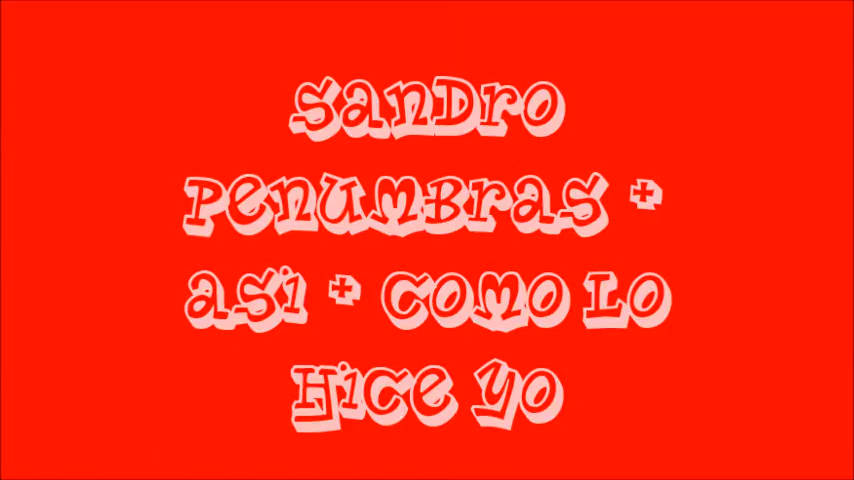 Sandro
Penumbras +
asi + Como Lo
Hice Yo